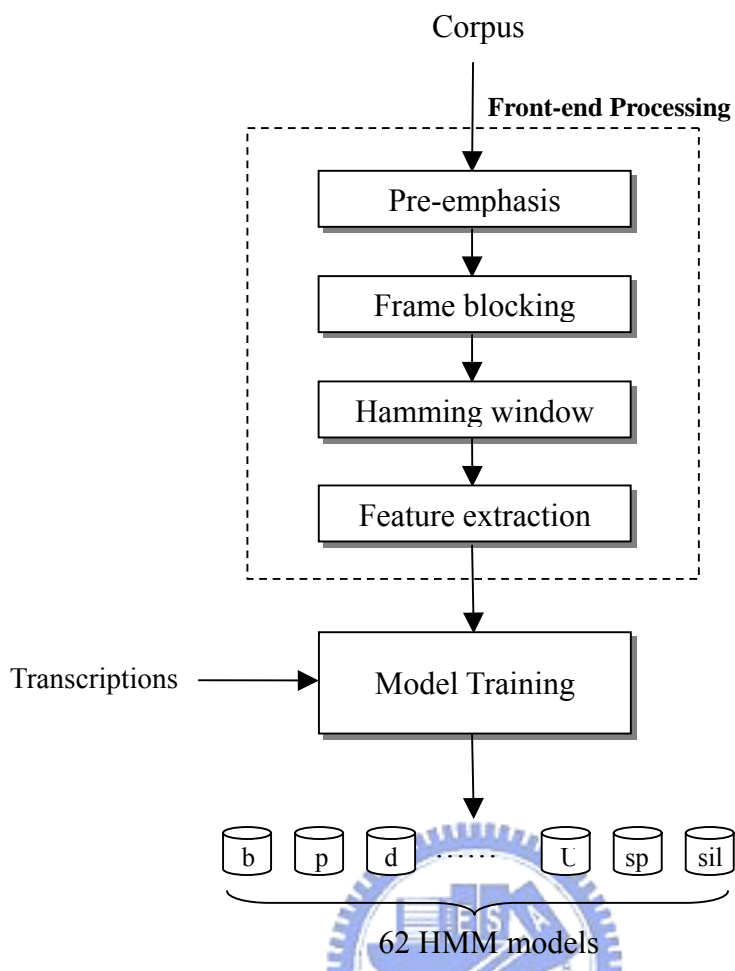 Corpus
Front-end Processing
Pre-emphasis
Frame blocking
Hamming window
Feature extraction
Transcriptions
Model Training
b p d ...... U sp sil
ESA
62 HMM models